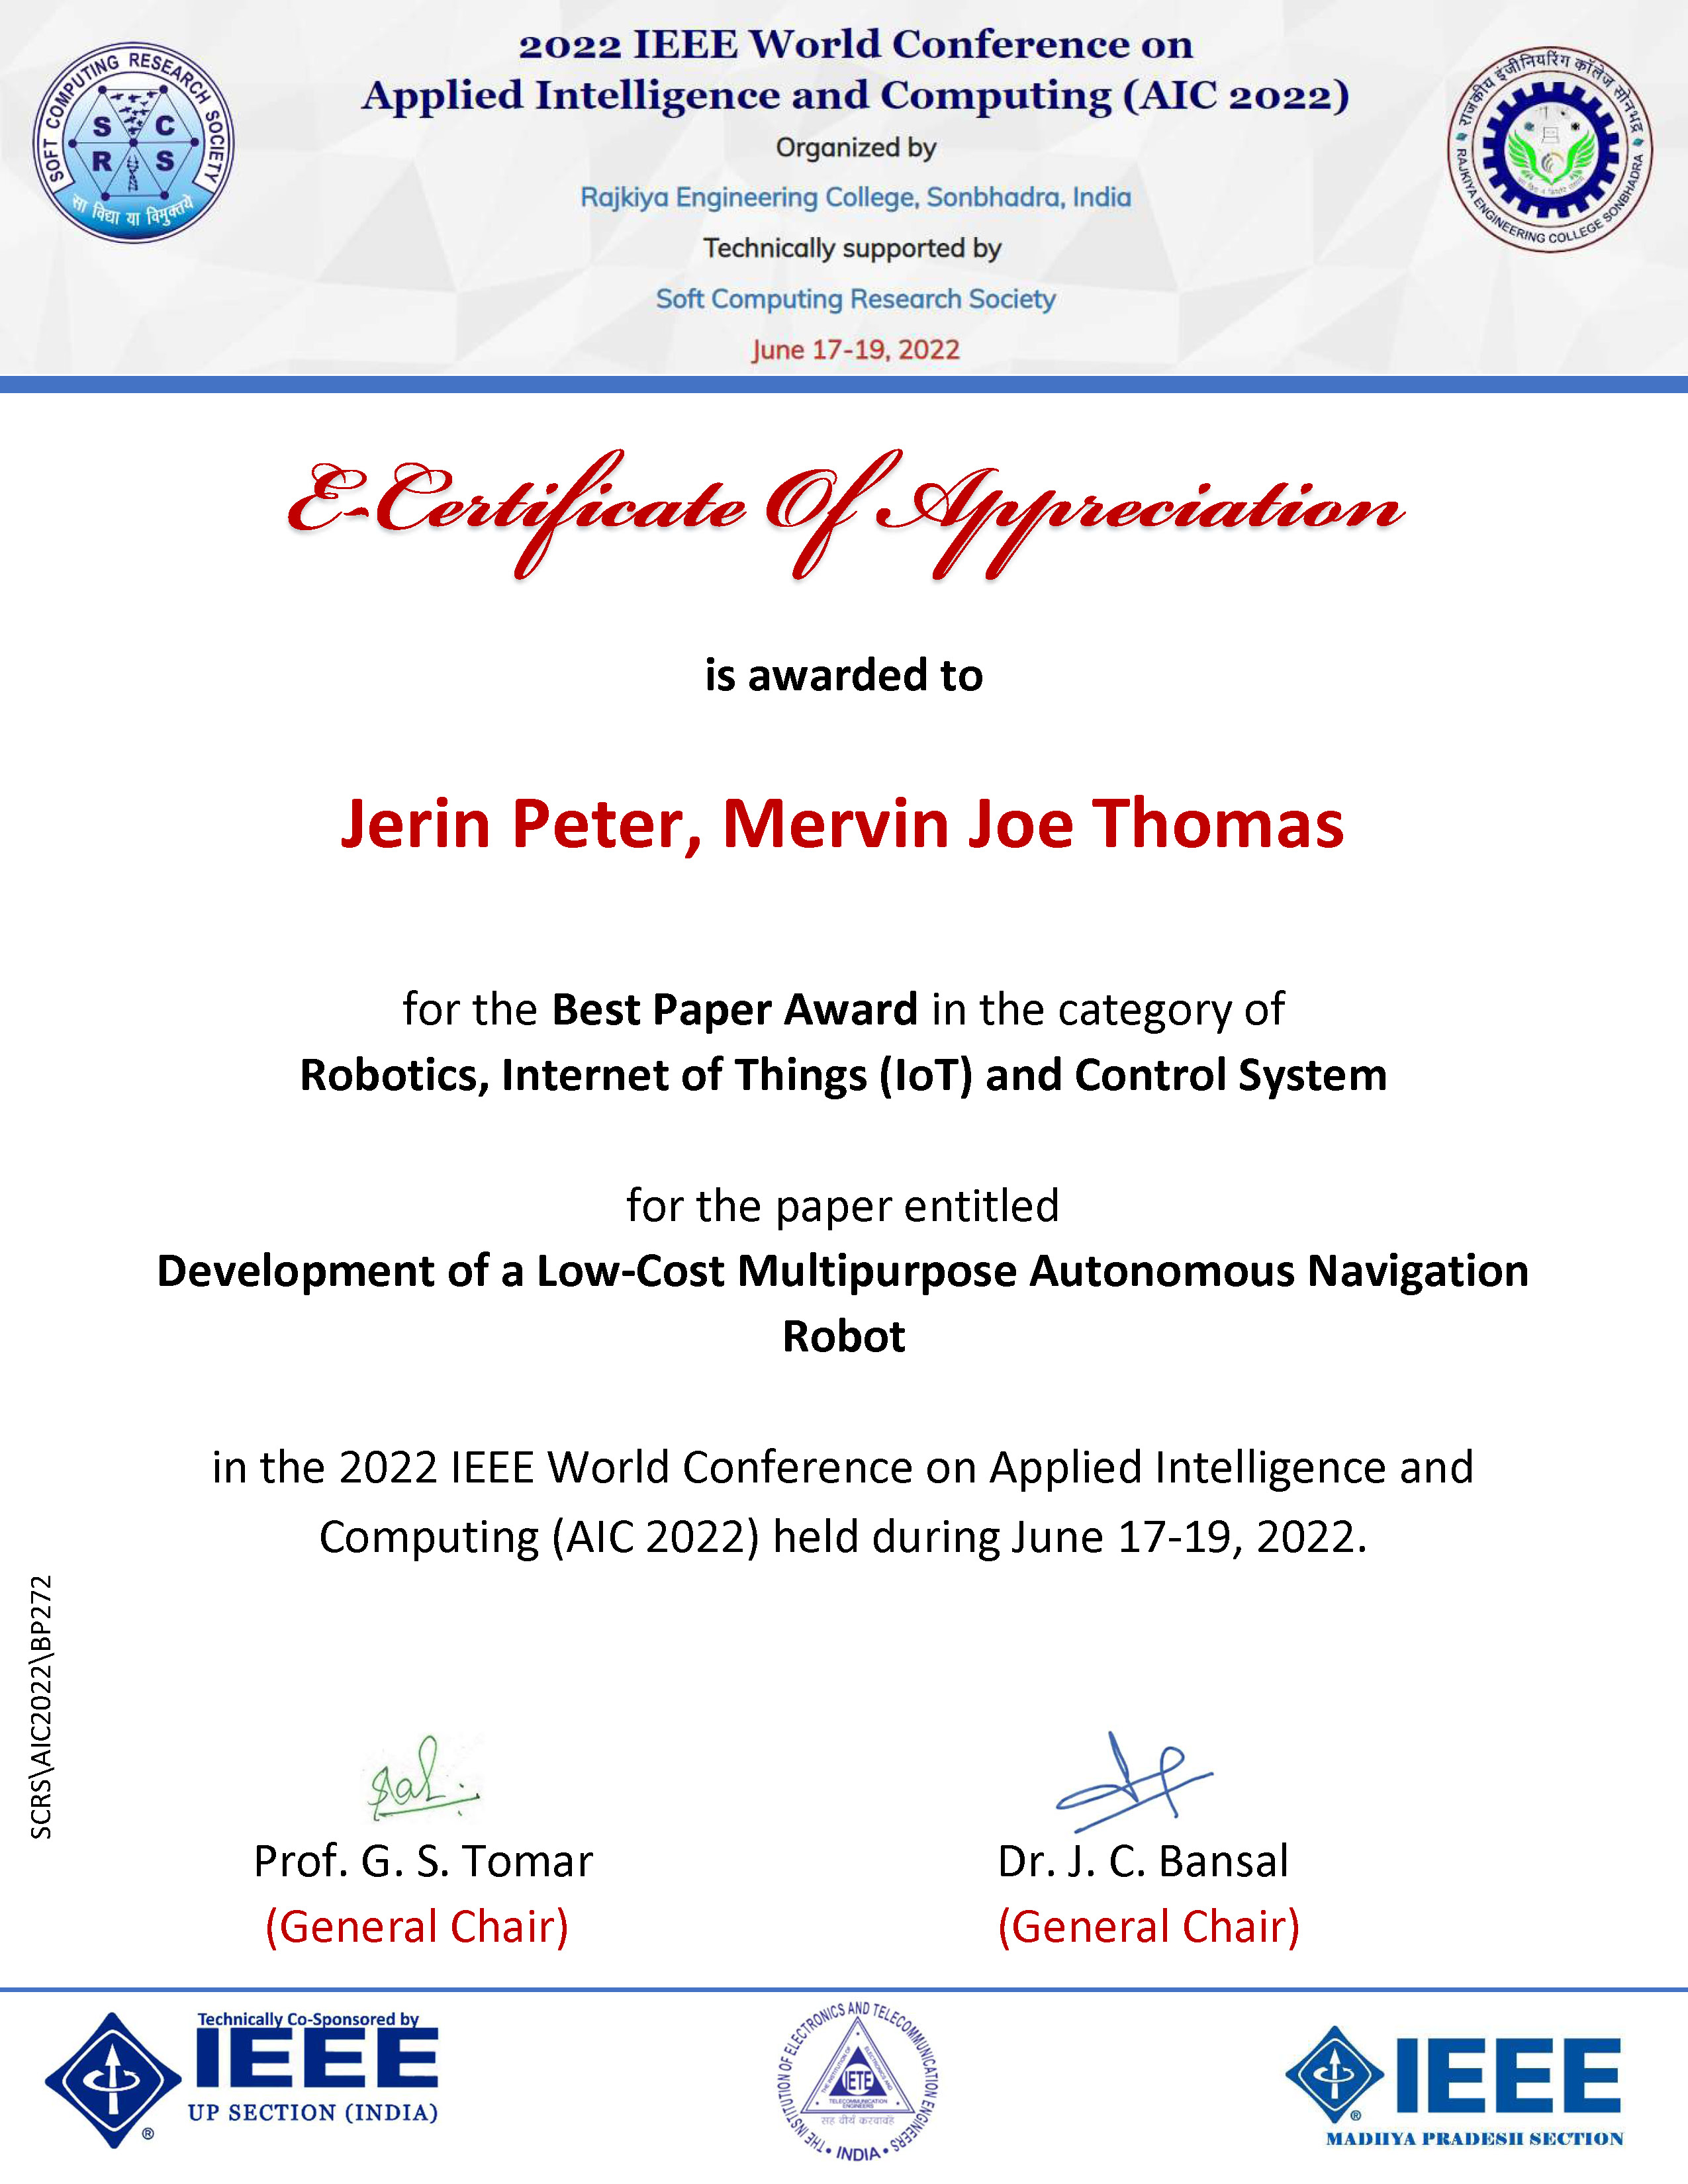 2022 IEEE World Conference on
Applied Intelligence and Computing (AIC 2022)
Organized by
Rajkiya Engineering College, Sonbhadra, India
Technically supported by
Soft Computing Research Society
June 17-19, 2022
SOFT COMPUTING RESEARCH SOCIETY
S C
R S
सा विद्या या विमुक्तये
राजकीय इंजीनियरिंग कॉलेज सोनभद्र
RAJKIYA ENGINEERING COLLEGE SONBHADRA
E-Certificate Of Appreciation
is awarded to
Jerin Peter, Mervin Joe Thomas
for the Best Paper Award in the category of
Robotics, Internet of Things (IoT) and Control System
for the paper entitled
Development of a Low-Cost Multipurpose Autonomous Navigation
Robot
in the 2022 IEEE World Conference on Applied Intelligence and
Computing (AIC 2022) held during June 17-19, 2022.
SCRS\AIC2022\BP272
Prof. G. S. Tomar
(General Chair)
Dr. J. C. Bansal
(General Chair)
Technically Co-Sponsored by
IEEE
UP SECTION (INDIA)
®
THE INSTITUTION OF ELECTRONICS AND TELECOMMUNICATION ENGINEERS
IETE
TELECOMMUNICATION
ENGINEERS
INDIA
IEEE
®
MADHYA PRADESH SECTION